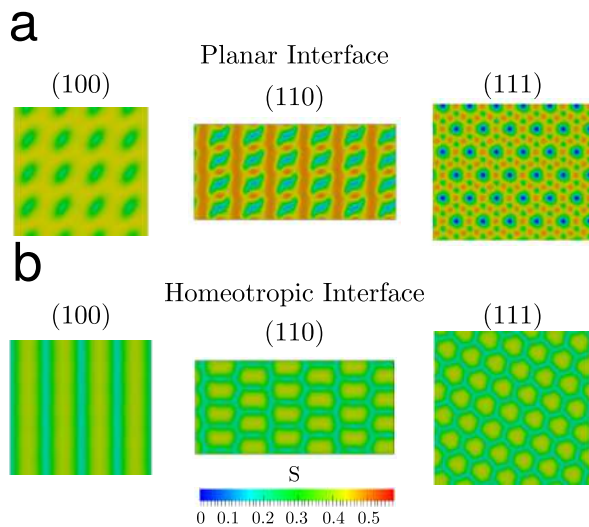 a
Planar Interface
(100)
(110)
(111)
b
Homeotropic Interface
(100)
(110)
(111)
S
0 0.1 0.2 0.3 0.4 0.5